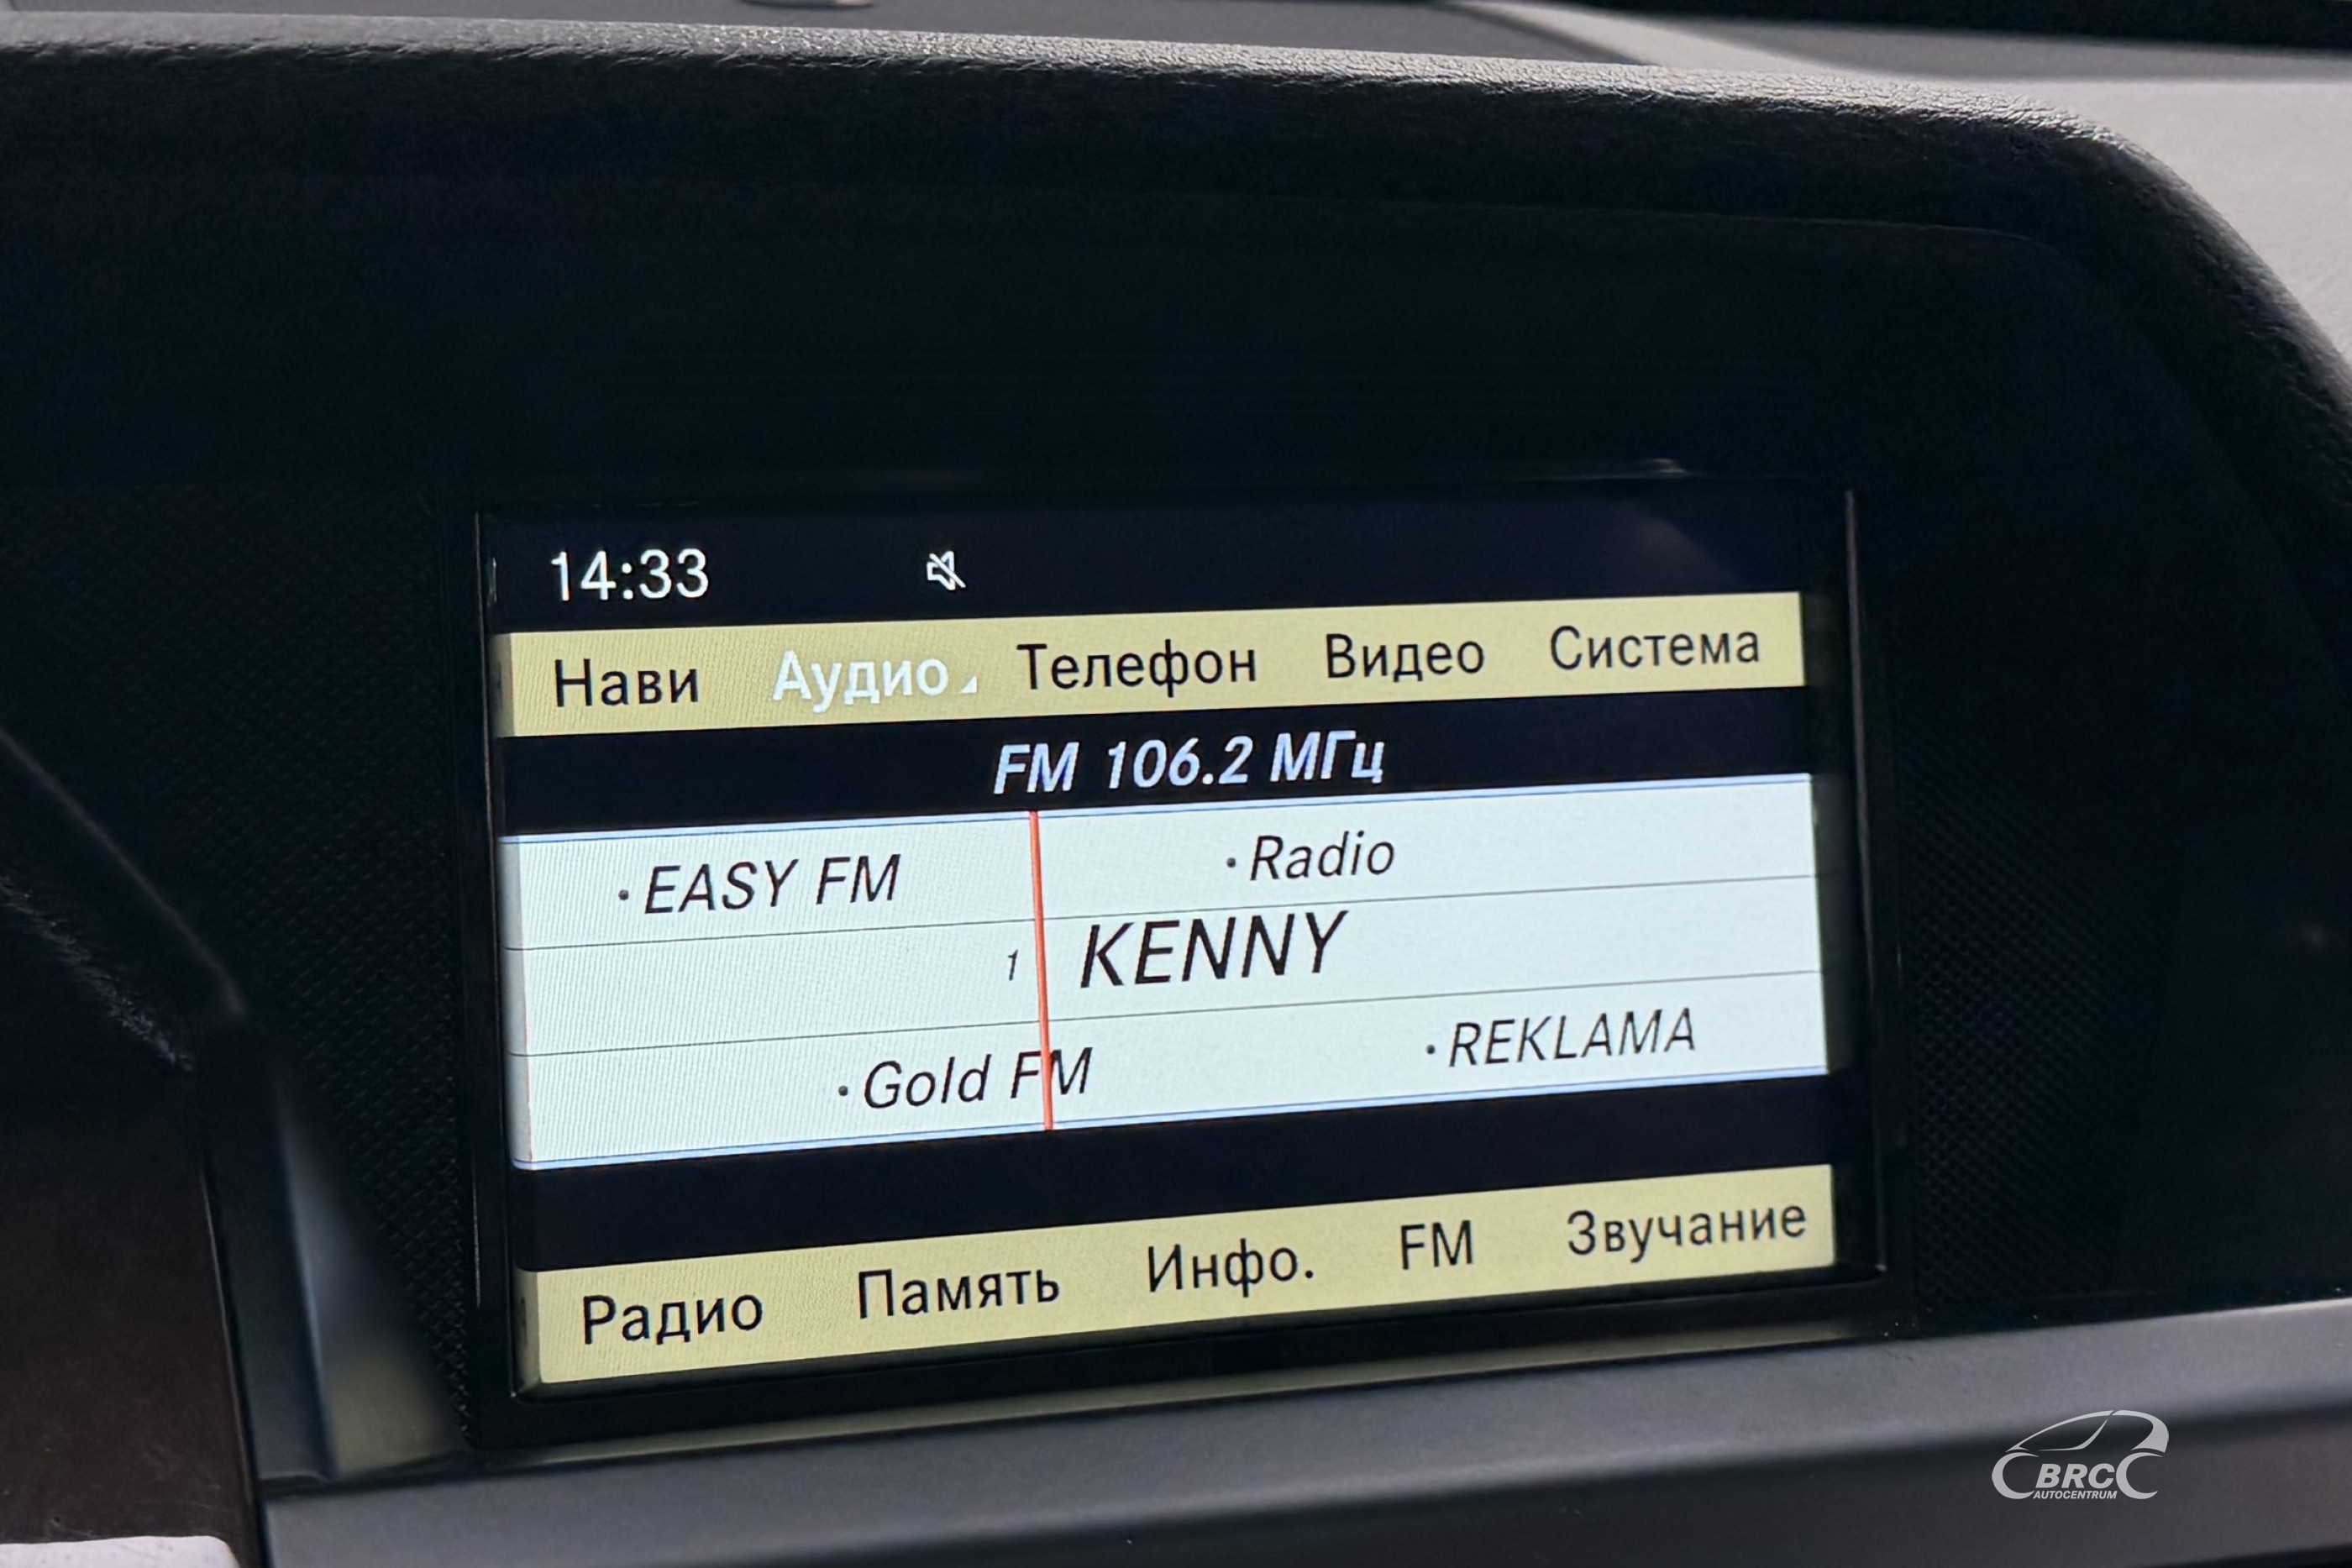 14:33
Нави Аудио Телефон Видео Система
FM 106.2 МГц
·EASY FM ·Radio
1 KENNY
·Gold FM ·REKLAMA
Радио Память Инфо. FM Звучание
BRC
AUTOCENTRUM